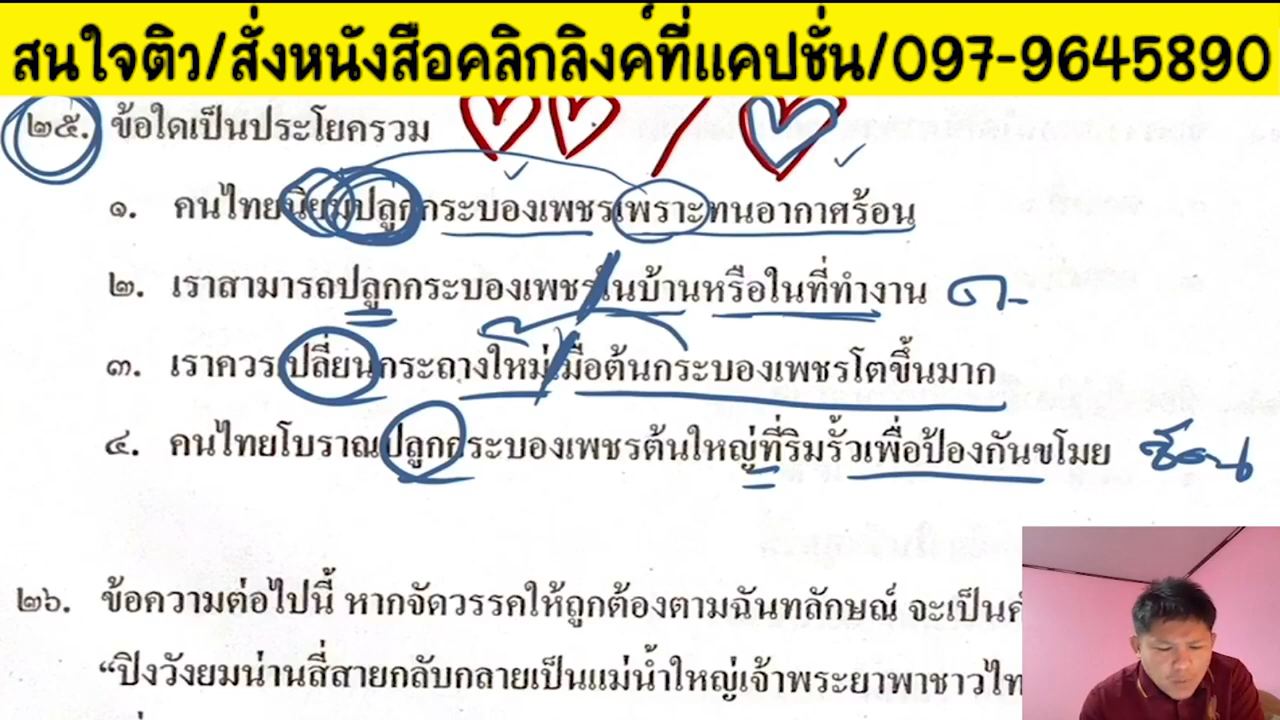 สนใจติว/สั่งหนังสือคลิกลิงค์ที่แคปชั่น/097-9645890
๒๕. ข้อใดเป็นประโยครวม
๑. คนไทยนิยมปลูกกระบองเพชรเพราะทนอากาศร้อน
๒. เราสามารถปลูกกระบองเพชรในบ้านหรือในที่ทำงาน
๓. เราควรเปลี่ยนกระถางใหม่เมื่อต้นกระบองเพชรโตขึ้นมาก
๔. คนไทยโบราณปลูกกระบองเพชรต้นใหญ่ที่ริมรั้วเพื่อป้องกันขโมย ซ้อน
๒๖. ข้อความต่อไปนี้ หากจัดวรรคให้ถูกต้องตามฉันทลักษณ์ จะเป็น
“ปิงวังยมน่านสี่สายกลับกลายเป็นแม่น้ำใหญ่เจ้าพระยาพาชาวไท